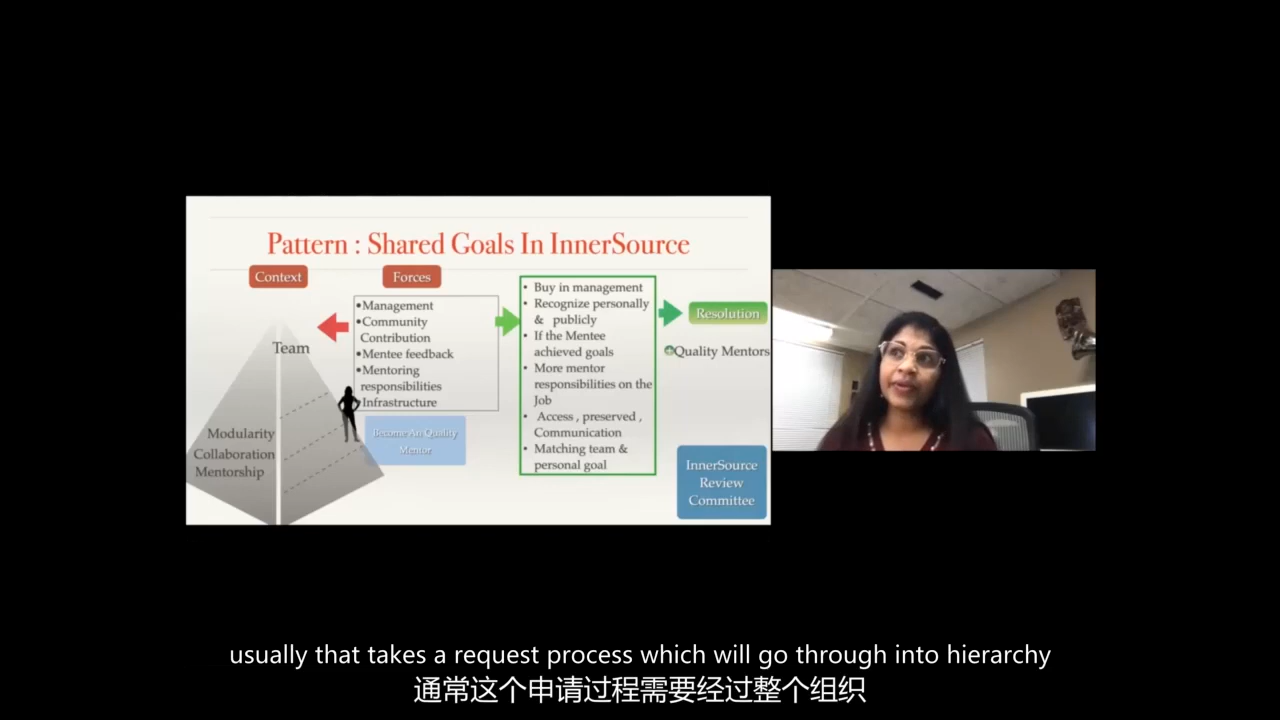 Pattern : Shared Goals In InnerSource
Context
Forces
Team
Modularity
Collaboration
Mentorship
•Management
•Community
Contribution
•Mentee feedback
•Mentoring
responsibilities
•Infrastructure
Become An Quality
Mentor
• Buy in management
• Recognize personally
& publicly
• If the Mentee
achieved goals
• More mentor
responsibilities on the
Job
• Access , preserved ,
Communication
• Matching team &
personal goal
Resolution
Quality Mentors
InnerSource
Review
Committee
usually that takes a request process which will go through into hierarchy
通常这个申请过程需要经过整个组织